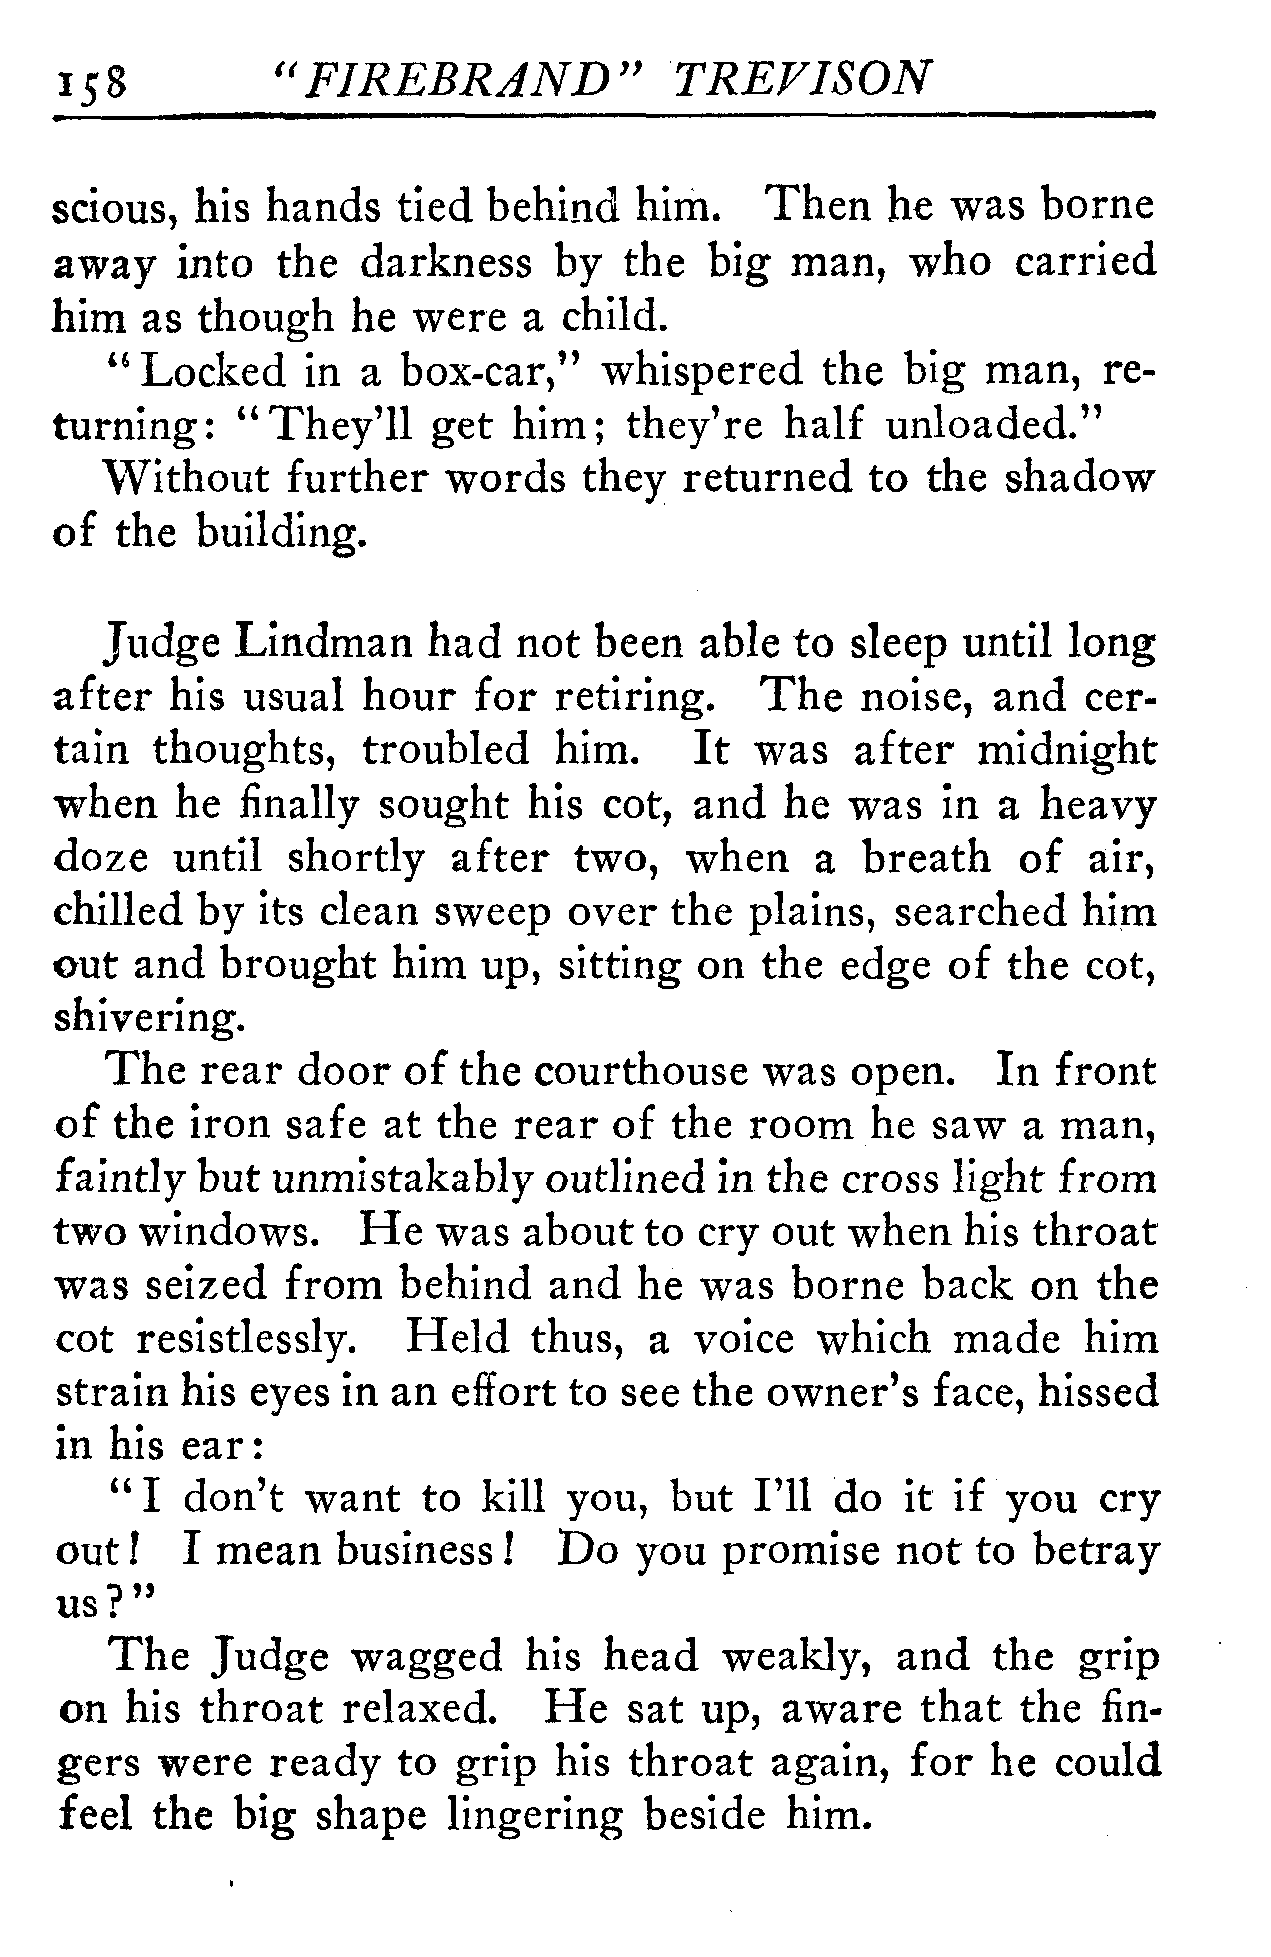 158 "FIREBRAND" TREVISON
scious, his hands tied behind him. Then he was borne
away into the darkness by the big man, who carried
him as though he were a child.
"Locked in a box-car," whispered the big man, re-
turning: "They'll get him; they're half unloaded."
Without further words they returned to the shadow
of the building.
Judge Lindman had not been able to sleep until long
after his usual hour for retiring. The noise, and cer-
tain thoughts, troubled him. It was after midnight
when he finally sought his cot, and he was in a heavy
doze until shortly after two, when a breath of air,
chilled by its clean sweep over the plains, searched him
out and brought him up, sitting on the edge of the cot,
shivering.
The rear door of the courthouse was open. In front
of the iron safe at the rear of the room he saw a man,
faintly but unmistakably outlined in the cross light from
two windows. He was about to cry out when his throat
was seized from behind and he was borne back on the
cot resistlessly. Held thus, a voice which made him
strain his eyes in an effort to see the owner's face, hissed
in his ear:
"I don't want to kill you, but I'll do it if you cry
out! I mean business! Do you promise not to betray
us?"
The Judge wagged his head weakly, and the grip
on his throat relaxed. He sat up, aware that the fin-
gers were ready to grip his throat again, for he could
feel the big shape lingering beside him.